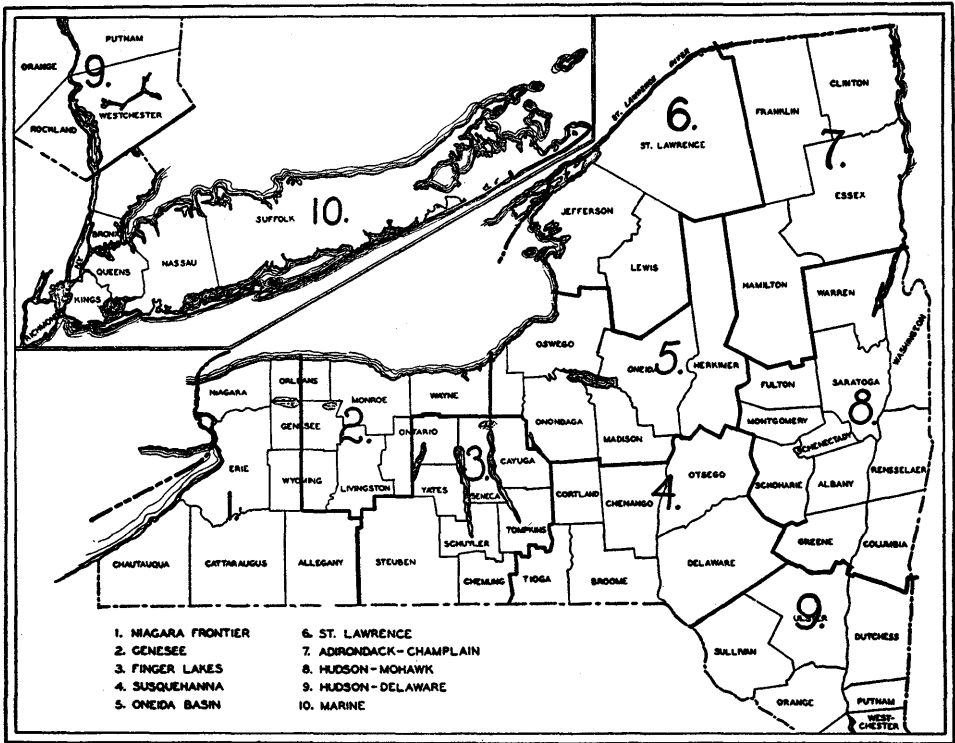 PUTNAM
ORANGE
9.
WESTCHESTER
ROCKLAND
SUFFOLK
10.
BRONX
NASSAU
QUEENS
N.Y.
KINGS
RICHMOND
ST. LAWRENCE RIVER
6.
ST. LAWRENCE
FRANKLIN
CLINTON
7.
ESSEX
JEFFERSON
LEWIS
HAMILTON
WARREN
WASHINGTON
OSWEGO
5.
ONEIDA
HERKIMER
FULTON
SARATOGA
8.
MONTGOMERY
SCHENECTADY
NIAGARA
ORLEANS
MONROE
WAYNE
GENESEE
2.
ONTARIO
ONONDAGA
MADISON
ERIE
1.
WYOMING
LIVINGSTON
YATES
3.
SENECA
CAYUGA
CORTLAND
CHENANGO
4.
OTSEGO
SCHOHARIE
ALBANY
RENSSELAER
SCHUYLER
TOMPKINS
CHAUTAUQUA
CATTARAUGUS
ALLEGANY
STEUBEN
CHEMUNG
TIOGA
BROOME
DELAWARE
GREENE
COLUMBIA
9.
ULSTER
SULLIVAN
DUTCHESS
ORANGE
PUTNAM
WEST-
CHESTER
1. NIAGARA FRONTIER
2. GENESEE
3. FINGER LAKES
4. SUSQUEHANNA
5. ONEIDA BASIN
6. ST. LAWRENCE
7. ADIRONDACK-CHAMPLAIN
8. HUDSON-MOHAWK
9. HUDSON-DELAWARE
10. MARINE